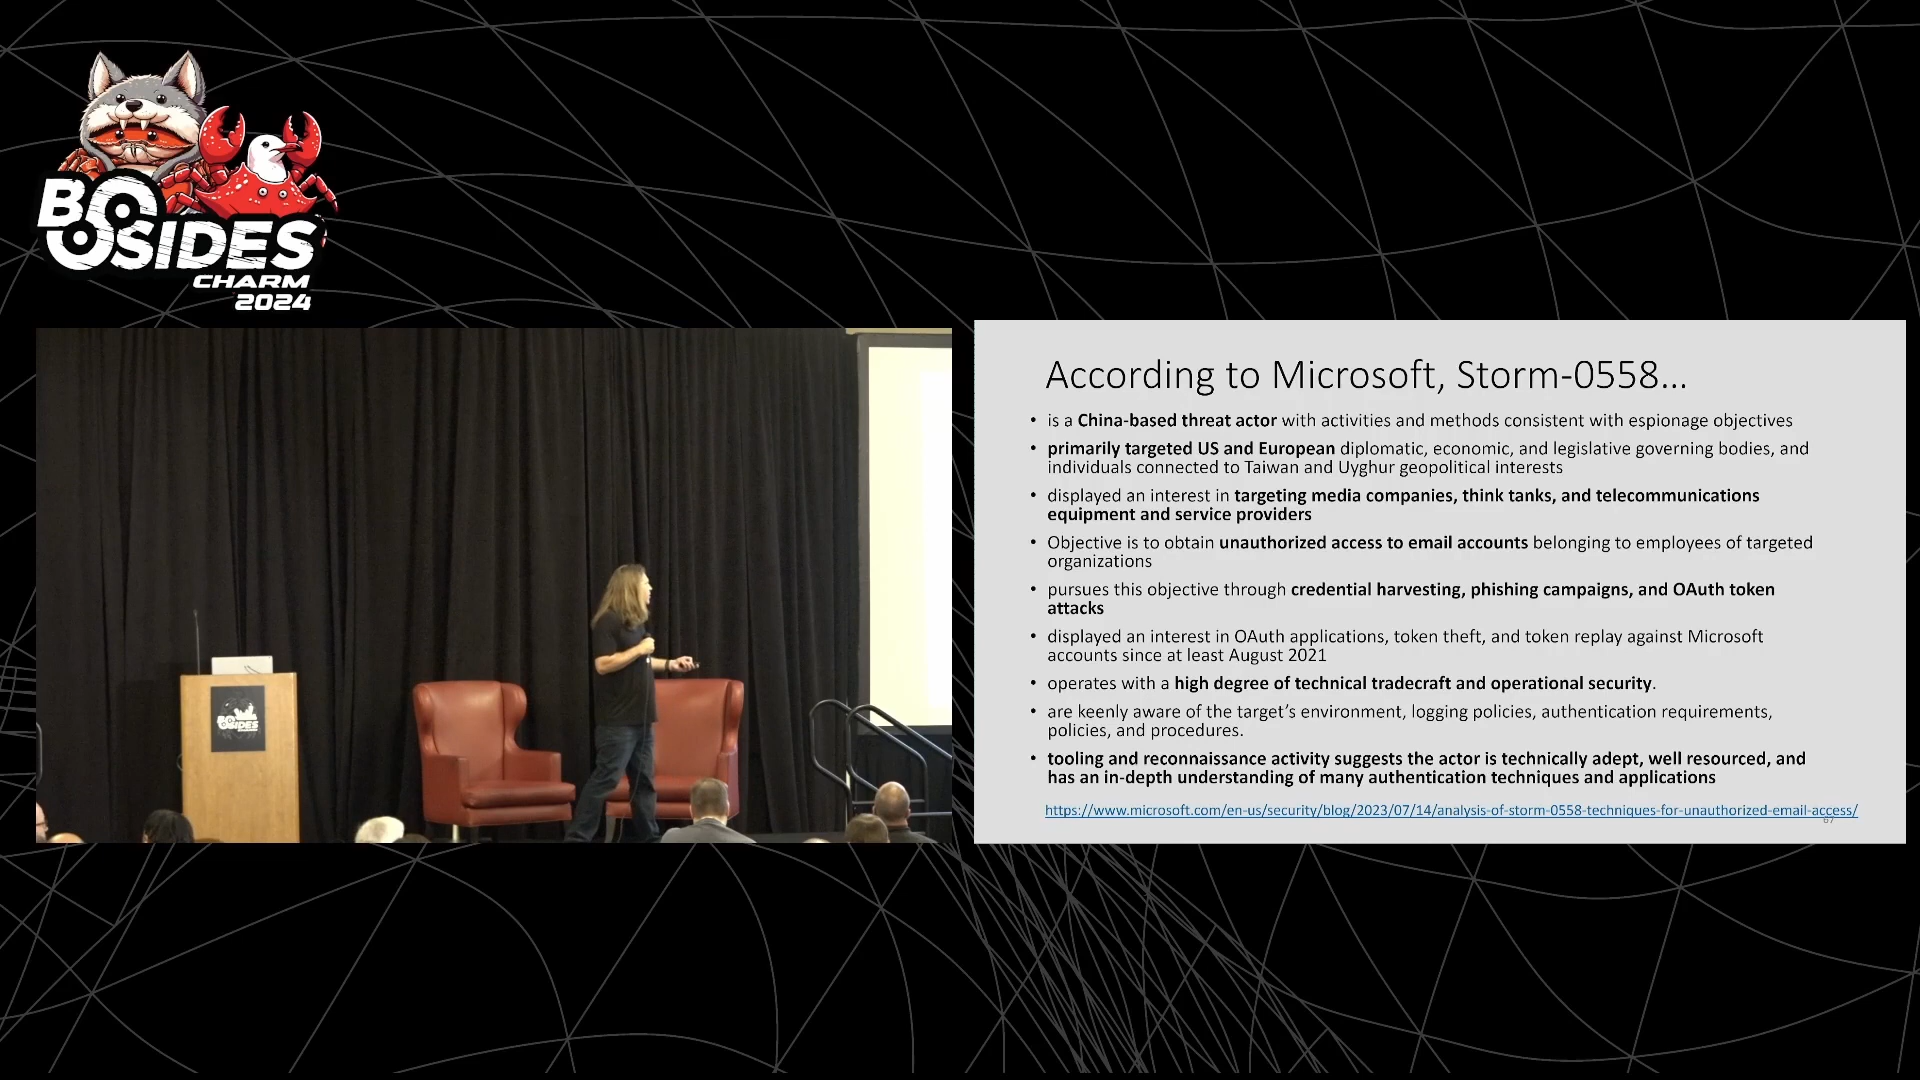 BSIDES
CHARM
2024
BSIDES
According to Microsoft, Storm-0558...
• is a China-based threat actor with activities and methods consistent with espionage objectives
• primarily targeted US and European diplomatic, economic, and legislative governing bodies, and
individuals connected to Taiwan and Uyghur geopolitical interests
• displayed an interest in targeting media companies, think tanks, and telecommunications
equipment and service providers
• Objective is to obtain unauthorized access to email accounts belonging to employees of targeted
organizations
• pursues this objective through credential harvesting, phishing campaigns, and OAuth token
attacks
• displayed an interest in OAuth applications, token theft, and token replay against Microsoft
accounts since at least August 2021
• operates with a high degree of technical tradecraft and operational security.
• are keenly aware of the target's environment, logging policies, authentication requirements,
policies, and procedures.
• tooling and reconnaissance activity suggests the actor is technically adept, well resourced, and
has an in-depth understanding of many authentication techniques and applications
https://www.microsoft.com/en-us/security/blog/2023/07/14/analysis-of-storm-0558-techniques-for-unauthorized-email-access/
67